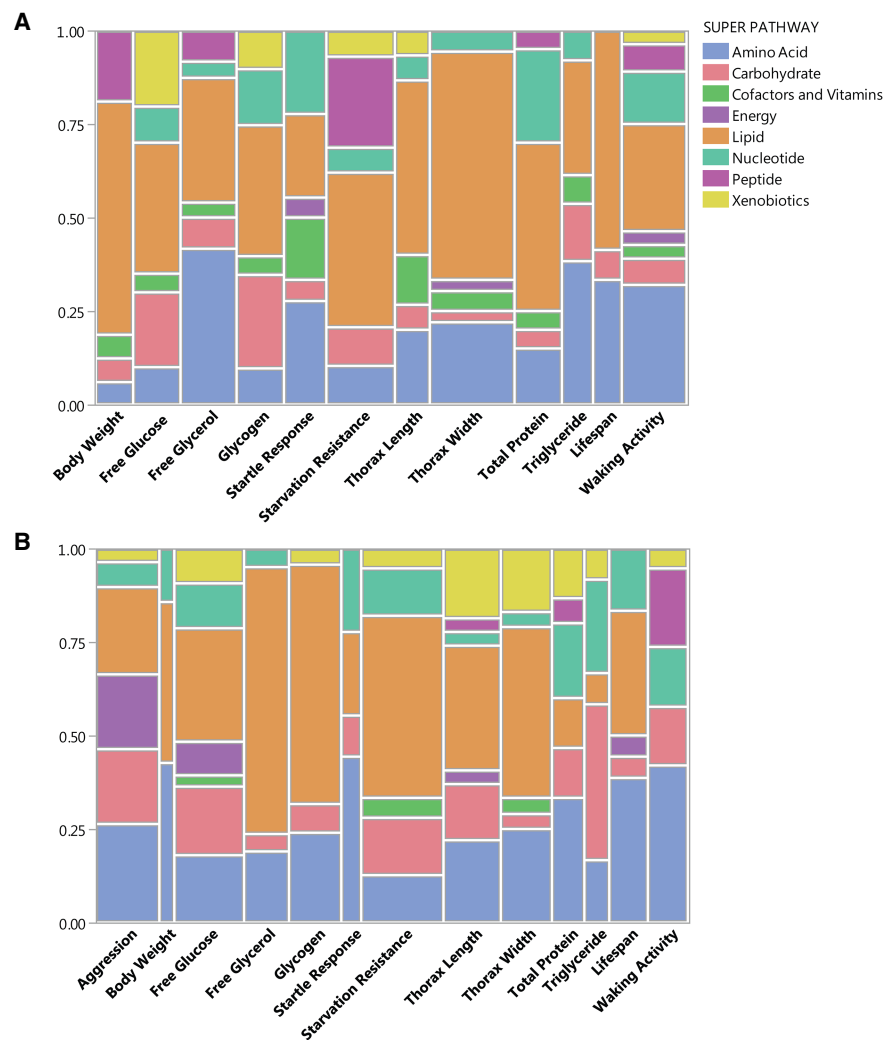 A
SUPER PATHWAY
Amino Acid
Carbohydrate
Cofactors and Vitamins
Energy
Lipid
Nucleotide
Peptide
Xenobiotics
1.00
0.75
0.50
0.25
0.00
Body Weight
Free Glucose
Free Glycerol
Glycogen
Startle Response
Starvation Resistance
Thorax Length
Thorax Width
Total Protein
Triglyceride
Lifespan
Waking Activity
B
1.00
0.75
0.50
0.25
0.00
Aggression
Body Weight
Free Glucose
Free Glycerol
Glycogen
Startle Response
Starvation Resistance
Thorax Length
Thorax Width
Total Protein
Triglyceride
Lifespan
Waking Activity